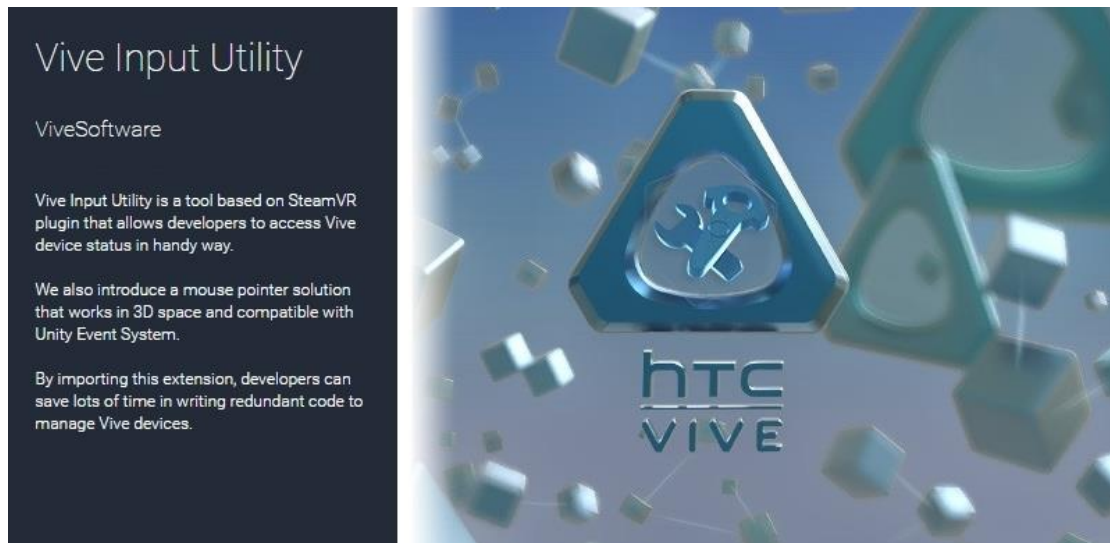 Vive Input Utility
ViveSoftware
Vive Input Utility is a tool based on SteamVR
plugin that allows developers to access Vive
device status in handy way.
We also introduce a mouse pointer solution
that works in 3D space and compatible with
Unity Event System.
By importing this extension, developers can
save lots of time in writing redundant code to
manage Vive devices.
hTC
VIVE